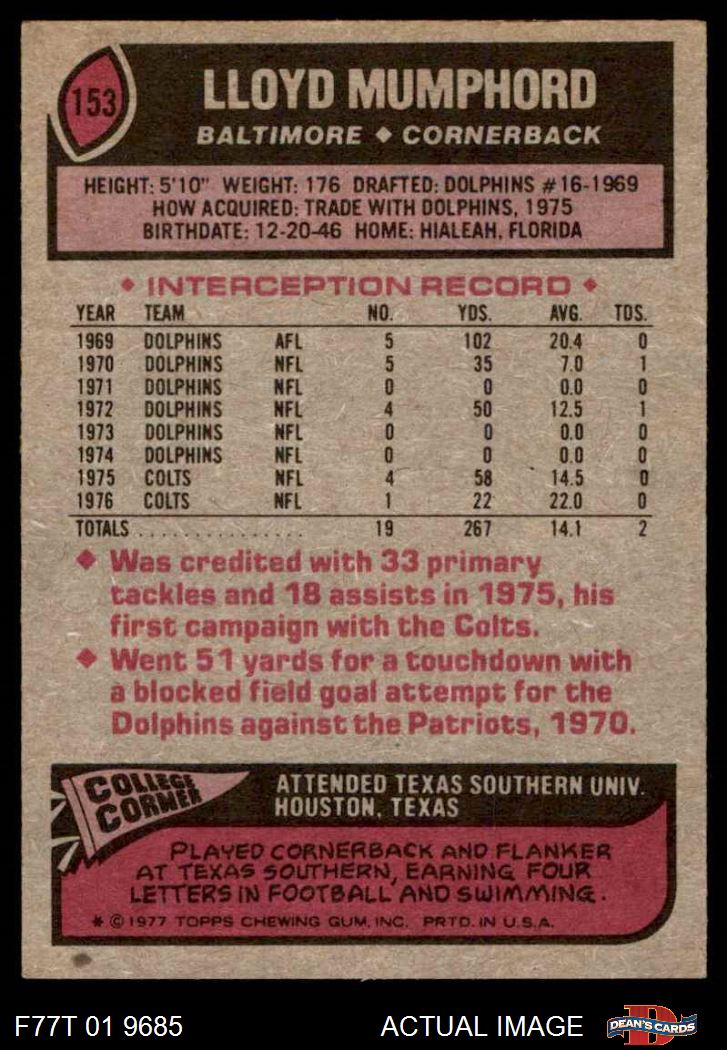 153
LLOYD MUMPHORD
BALTIMORE ◆ CORNERBACK
HEIGHT: 5'10" WEIGHT: 176 DRAFTED: DOLPHINS #16-1969
HOW ACQUIRED: TRADE WITH DOLPHINS, 1975
BIRTHDATE: 12-20-46 HOME: HIALEAH, FLORIDA
◆ INTERCEPTION RECORD ◆
YEAR TEAM NO. YDS. AVG. TDS.
1969 DOLPHINS AFL 5 102 20.4 0
1970 DOLPHINS NFL 5 35 7.0 1
1971 DOLPHINS NFL 0 0 0.0 0
1972 DOLPHINS NFL 4 50 12.5 1
1973 DOLPHINS NFL 0 0 0.0 0
1974 DOLPHINS NFL 0 0 0.0 0
1975 COLTS NFL 4 58 14.5 0
1976 COLTS NFL 1 22 22.0 0
TOTALS . . . . . . . . . . . . . . . . 19 267 14.1 2
◆ Was credited with 33 primary
tackles and 18 assists in 1975, his
first campaign with the Colts.
◆ Went 51 yards for a touchdown with
a blocked field goal attempt for the
Dolphins against the Patriots, 1970.
COLLEGE
CORNER
ATTENDED TEXAS SOUTHERN UNIV.
HOUSTON, TEXAS
PLAYED CORNERBACK AND FLANKER
AT TEXAS SOUTHERN, EARNING FOUR
LETTERS IN FOOTBALL AND SWIMMING.
* © 1977 TOPPS CHEWING GUM, INC. PRTD. IN U.S.A.
F77T 01 9685
ACTUAL IMAGE
D
DEAN'S CARDS